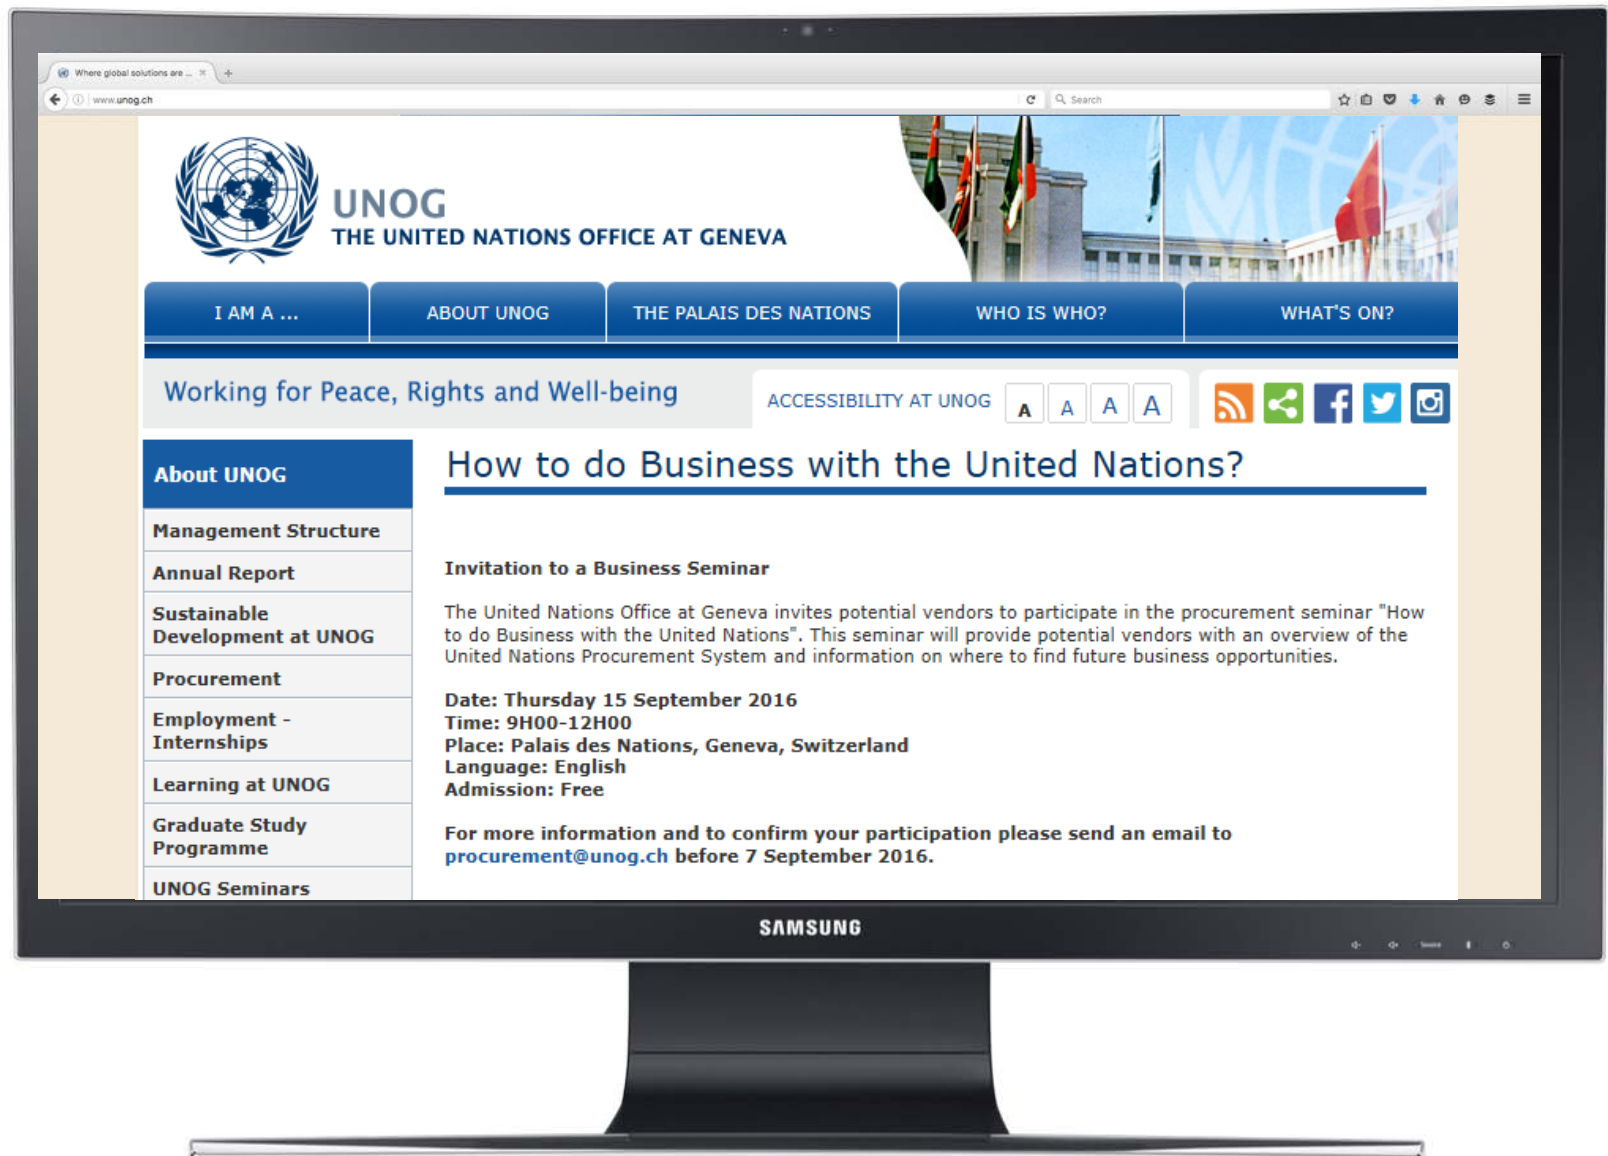 Where global solutions are ...
www.unog.ch
Search
UNOG
THE UNITED NATIONS OFFICE AT GENEVA
I AM A ...
ABOUT UNOG
THE PALAIS DES NATIONS
WHO IS WHO?
WHAT'S ON?
Working for Peace, Rights and Well-being
ACCESSIBILITY AT UNOG
A A A A
About UNOG
Management Structure
Annual Report
Sustainable
Development at UNOG
Procurement
Employment -
Internships
Learning at UNOG
Graduate Study
Programme
UNOG Seminars
How to do Business with the United Nations?
Invitation to a Business Seminar
The United Nations Office at Geneva invites potential vendors to participate in the procurement seminar "How
to do Business with the United Nations". This seminar will provide potential vendors with an overview of the
United Nations Procurement System and information on where to find future business opportunities.
Date: Thursday 15 September 2016
Time: 9H00-12H00
Place: Palais des Nations, Geneva, Switzerland
Language: English
Admission: Free
For more information and to confirm your participation please send an email to
procurement@unog.ch before 7 September 2016.
SAMSUNG
Source